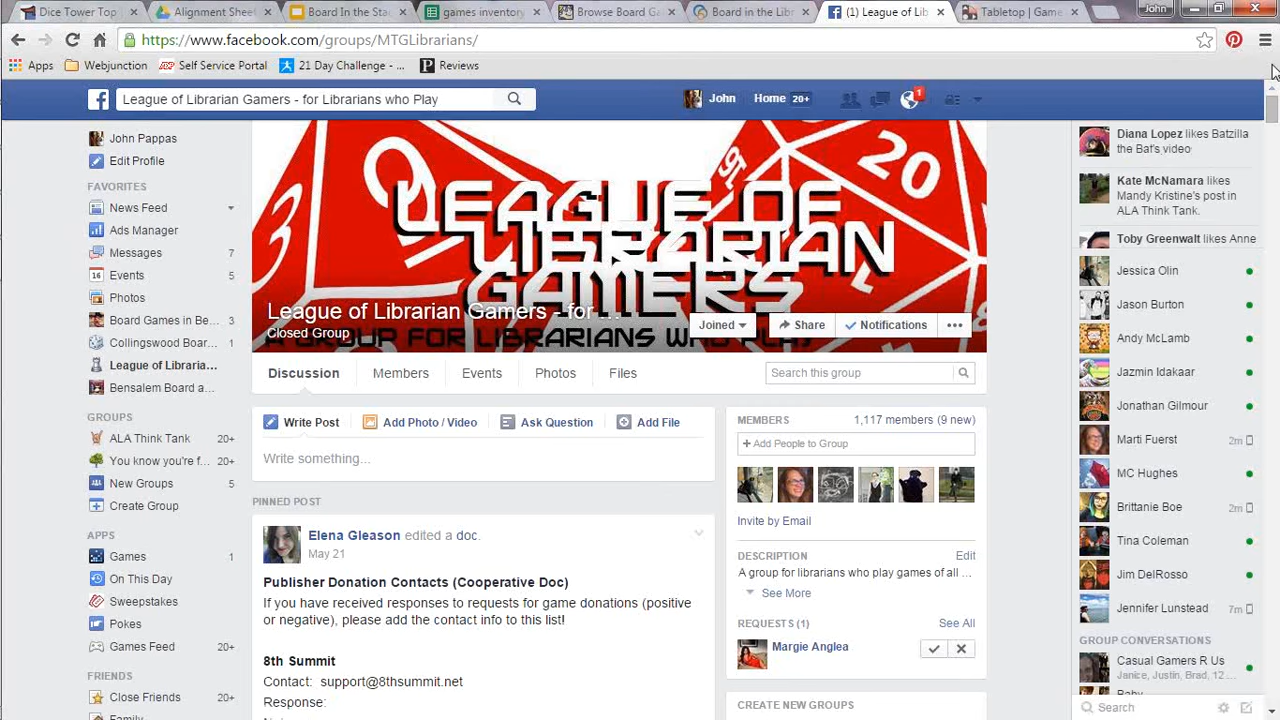 Dice Tower Top
Alignment Sheet
Board In the Sta
games inventory
Browse Board G
Board in the Lib
(1) League of Lib
Tabletop | Game
John
https://www.facebook.com/groups/MTGLibrarians/
Apps
Webjunction
Self Service Portal
21 Day Challenge - ...
Reviews
League of Librarian Gamers - for Librarians who Play
John
Home 20+
1
John Pappas
Edit Profile
FAVORITES
News Feed
Ads Manager
Messages 7
16 Events 5
Photos
Board Games in Be... 3
Collingswood Boar... 1
League of Libraria...
Bensalem Board a...
GROUPS
ALA Think Tank 20+
You know you're f... 20+
New Groups 5
Create Group
APPS
Games 1
On This Day
Sweepstakes
Pokes
Games Feed 20+
FRIENDS
Close Friends 20+
Family
20
LEAGUE OF
LIBRARIAN
GAMERS
A GROUP FOR LIBRARIANS WHO PLAY
League of Librarian Gamers - for ...
Closed Group
Joined
Share
Notifications
Discussion
Members
Events
Photos
Files
Search this group
Write Post
Add Photo / Video
Ask Question
Add File
Write something...
PINNED POST
Elena Gleason edited a doc.
May 21
Publisher Donation Contacts (Cooperative Doc)
If you have received responses to requests for game donations (positive
or negative), please add the contact info to this list!
8th Summit
Contact: support@8thsummit.net
Response:
MEMBERS 1,117 members (9 new)
+ Add People to Group
Invite by Email
DESCRIPTION Edit
A group for librarians who play games of all ...
See More
REQUESTS (1) See All
Margie Anglea
CREATE NEW GROUPS
Diana Lopez likes Batzilla
the Bat's video
Kate McNamara likes
Mandy Kristine's post in
ALA Think Tank.
Toby Greenwalt likes Anne
Jessica Olin
Jason Burton
Andy McLamb
Jazmin Idakaar
Jonathan Gilmour
Marti Fuerst 2m
MC Hughes
Brittanie Boe 2m
Tina Coleman
Jim DelRosso
Jennifer Lunstead 7m
GROUP CONVERSATIONS
Casual Gamers R Us
Janice, Justin, Brad, 12 ...
Search